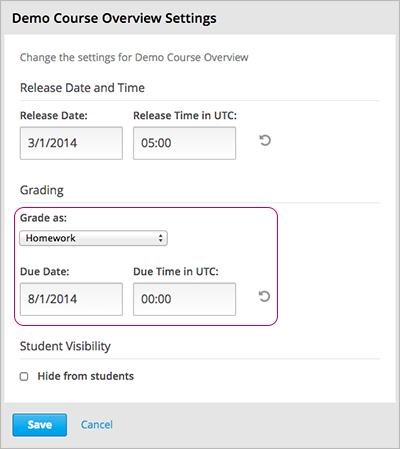 Demo Course Overview Settings
Change the settings for Demo Course Overview
Release Date and Time
Release Date: Release Time in UTC:
3/1/2014 05:00
Grading
Grade as:
Homework
Due Date: Due Time in UTC:
8/1/2014 00:00
Student Visibility
Hide from students
Save Cancel